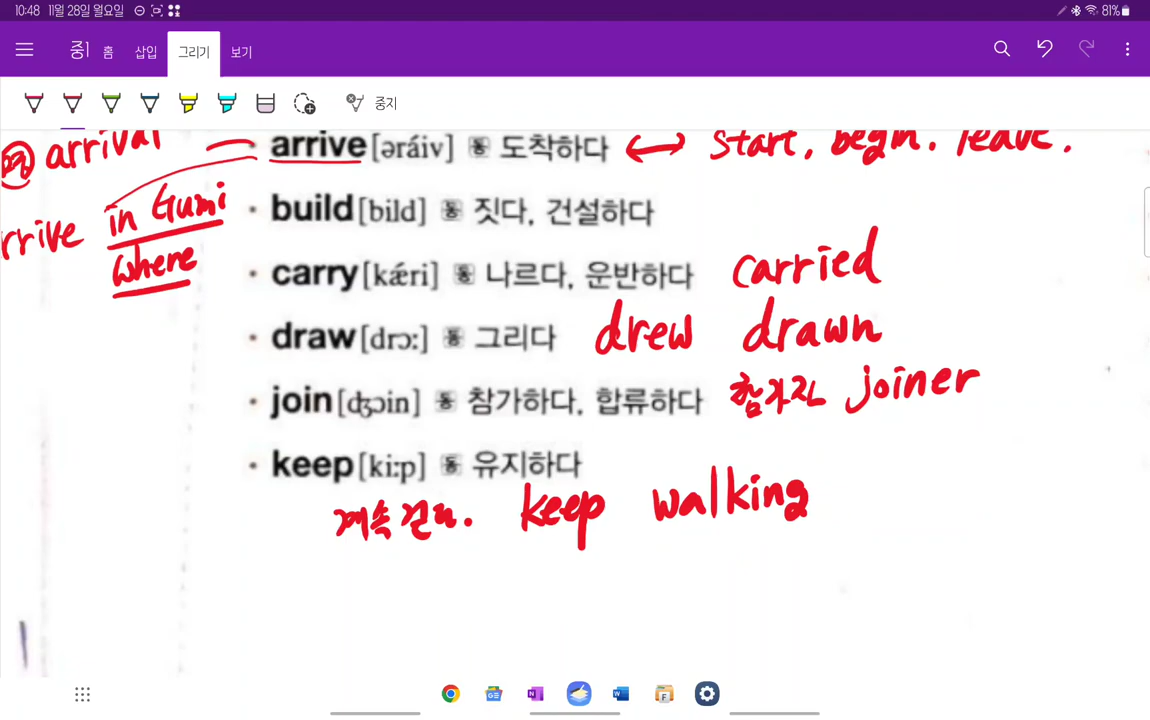 10:48 11월 28일 월요일 81%
중1 홈 삽입 그리기 보기
중지
명 arrival arrive [əráiv] 동 도착하다 ↔ start, begin. leave.
rrive in Gumi
where
· build [bild] 동 짓다, 건설하다
· carry [kǽri] 동 나르다, 운반하다 carried
· draw [drɔː] 동 그리다 drew drawn
· join [ʤɔin] 동 참가하다, 합류하다 참가자 joiner
· keep [kiːp] 동 유지하다
계속 걷다. keep walking